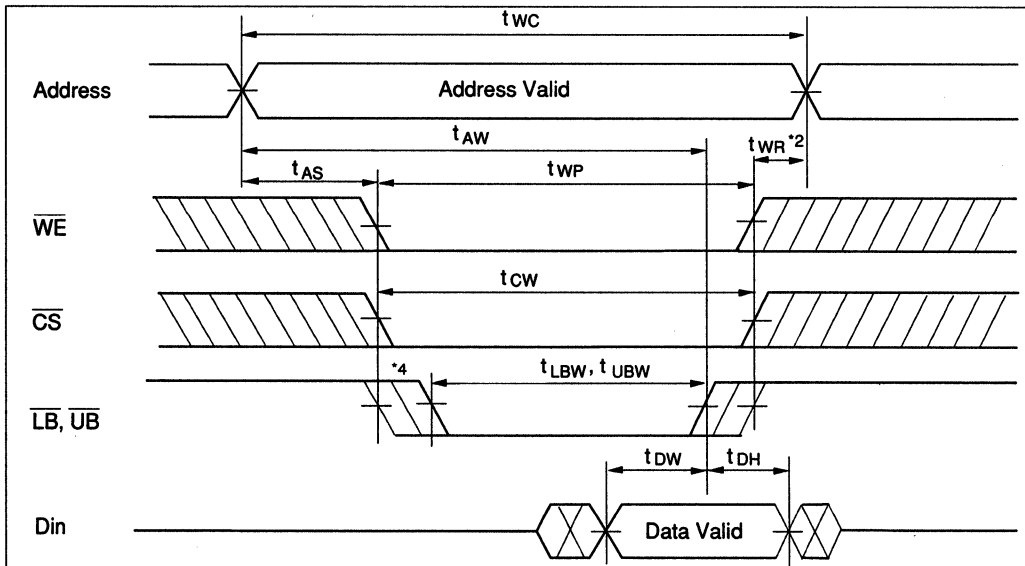 tWC
Address
Address Valid
tAW
tWR*2
tAS
tWP
WE
tCW
CS
*4
tLBW, tUBW
LB, UB
tDW
tDH
Din
Data Valid